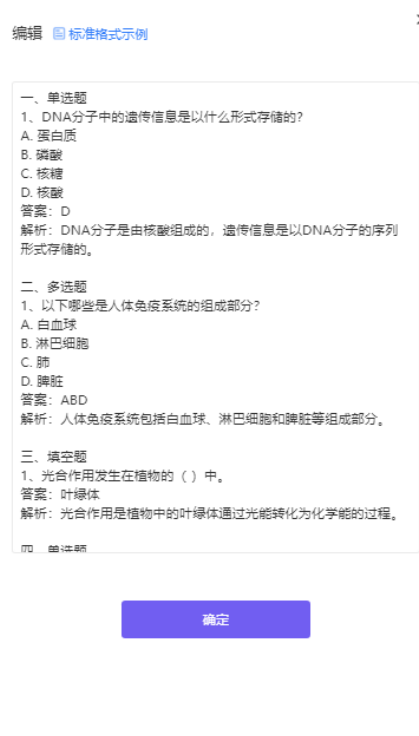 编辑 标准格式示例
一、单选题
1、DNA分子中的遗传信息是以什么形式存储的？
A. 蛋白质
B. 磷酸
C. 核糖
D. 核酸
答案：D
解析：DNA分子是由核酸组成的，遗传信息是以DNA分子的序列
形式存储的。
二、多选题
1、以下哪些是人体免疫系统的组成部分？
A. 白血球
B. 淋巴细胞
C. 肺
D. 脾脏
答案：ABD
解析：人体免疫系统包括白血球、淋巴细胞和脾脏等组成部分。
三、填空题
1、光合作用发生在植物的（ ）中。
答案：叶绿体
解析：光合作用是植物中的叶绿体通过光能转化为化学能的过程。
四、单选题
确定